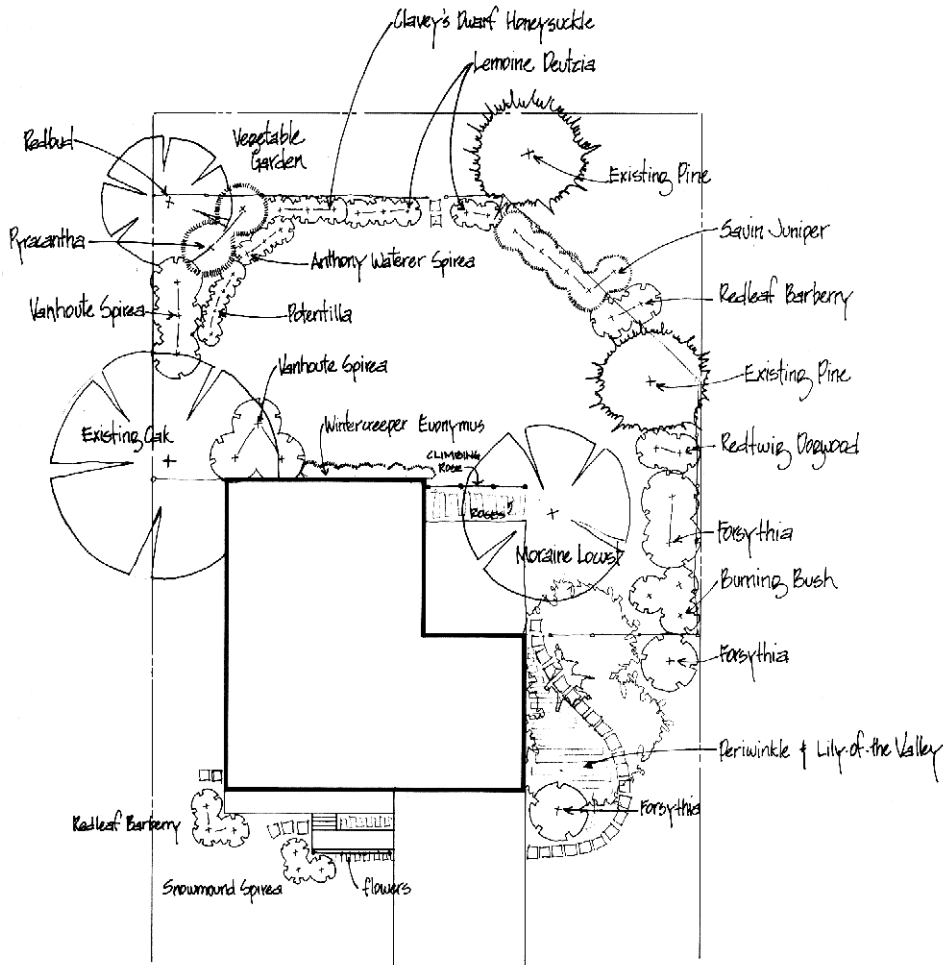 Clavey's Dwarf Honeysuckle
Lemoine Deutzia
Redbud
Vegetable
Garden
Existing Pine
Pyracantha
Savin Juniper
Anthony Waterer Spirea
Redleaf Barberry
Vanhoute Spirea
Potentilla
Vanhoute Spirea
Existing Pine
Existing Oak
Wintercreeper Euonymus
CLIMBING
ROSE
Redtwig Dogwood
ROSES
Forsythia
Moraine Locust
Burning Bush
Forsythia
Periwinkle & Lily-of-the Valley
Forsythia
Redleaf Barberry
Snowmound Spirea
flowers